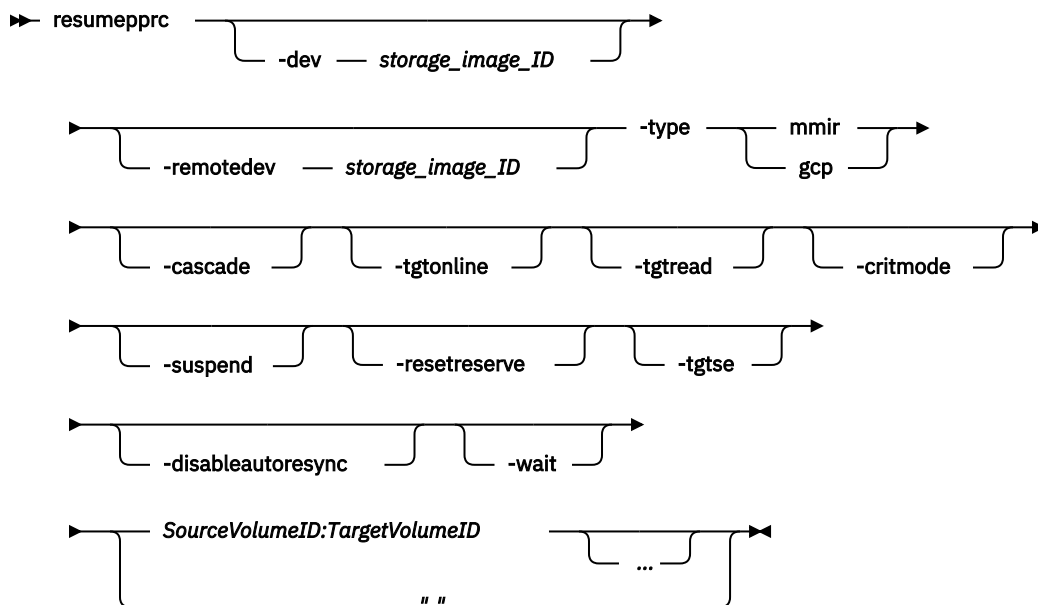 resumepprc
-dev storage_image_ID
-remotedev storage_image_ID -type mmir
gcp
-cascade -tgtonline -tgtread -critmode
-suspend -resetreserve -tgtse
-disableautoresync -wait
SourceVolumeID:TargetVolumeID
...
"_"